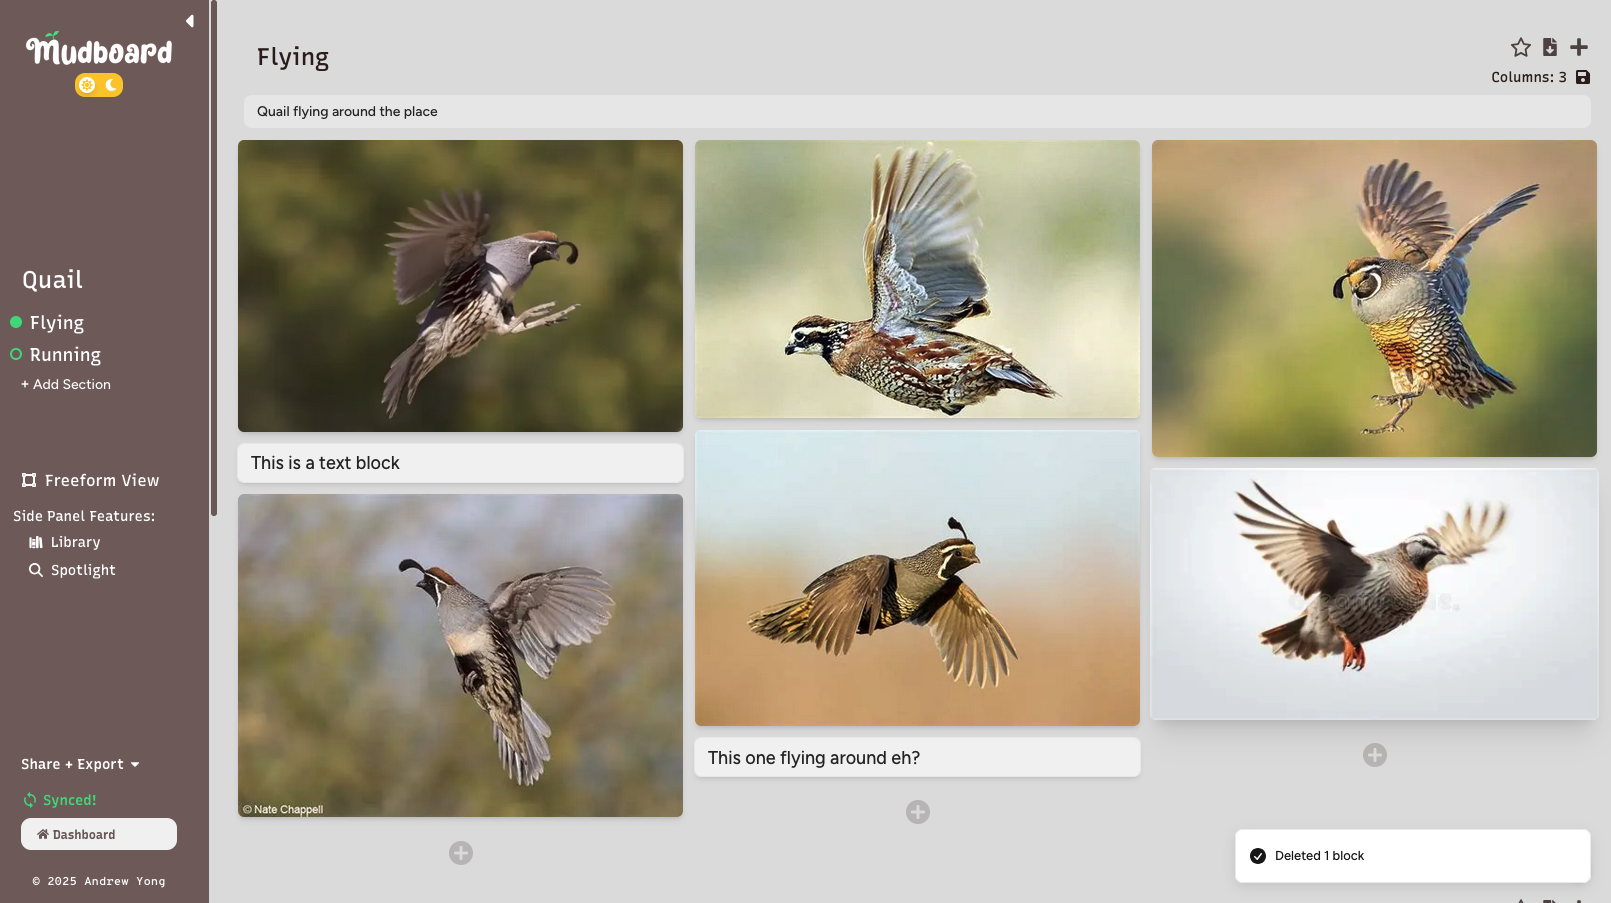 Mudboard
Quail
Flying
Running
+ Add Section
Freeform View
Side Panel Features:
Library
Spotlight
Share + Export
Synced!
Dashboard
© 2025 Andrew Yong
Flying
Columns: 3
Quail flying around the place
This is a text block
© Nate Chappell
This one flying around eh?
Deleted 1 block